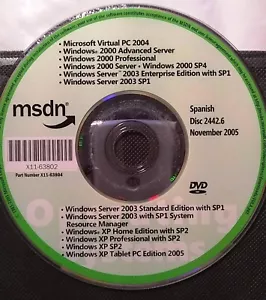 • Microsoft Virtual PC 2004
• Windows® 2000 Advanced Server
• Windows 2000 Professional
• Windows 2000 Server • Windows 2000 SP4
• Windows Server™ 2003 Enterprise Edition with SP1
• Windows Server 2003 SP1
msdn
Spanish
Disc 2442.6
November 2005
X11-63802
Part Number X11-63804
DVD
• Windows Server 2003 Standard Edition with SP1
• Windows Server 2003 with SP1 System
Resource Manager
• Windows XP Home Edition with SP2
• Windows XP Professional with SP2
• Windows XP SP2
• Windows XP Tablet PC Edition 2005